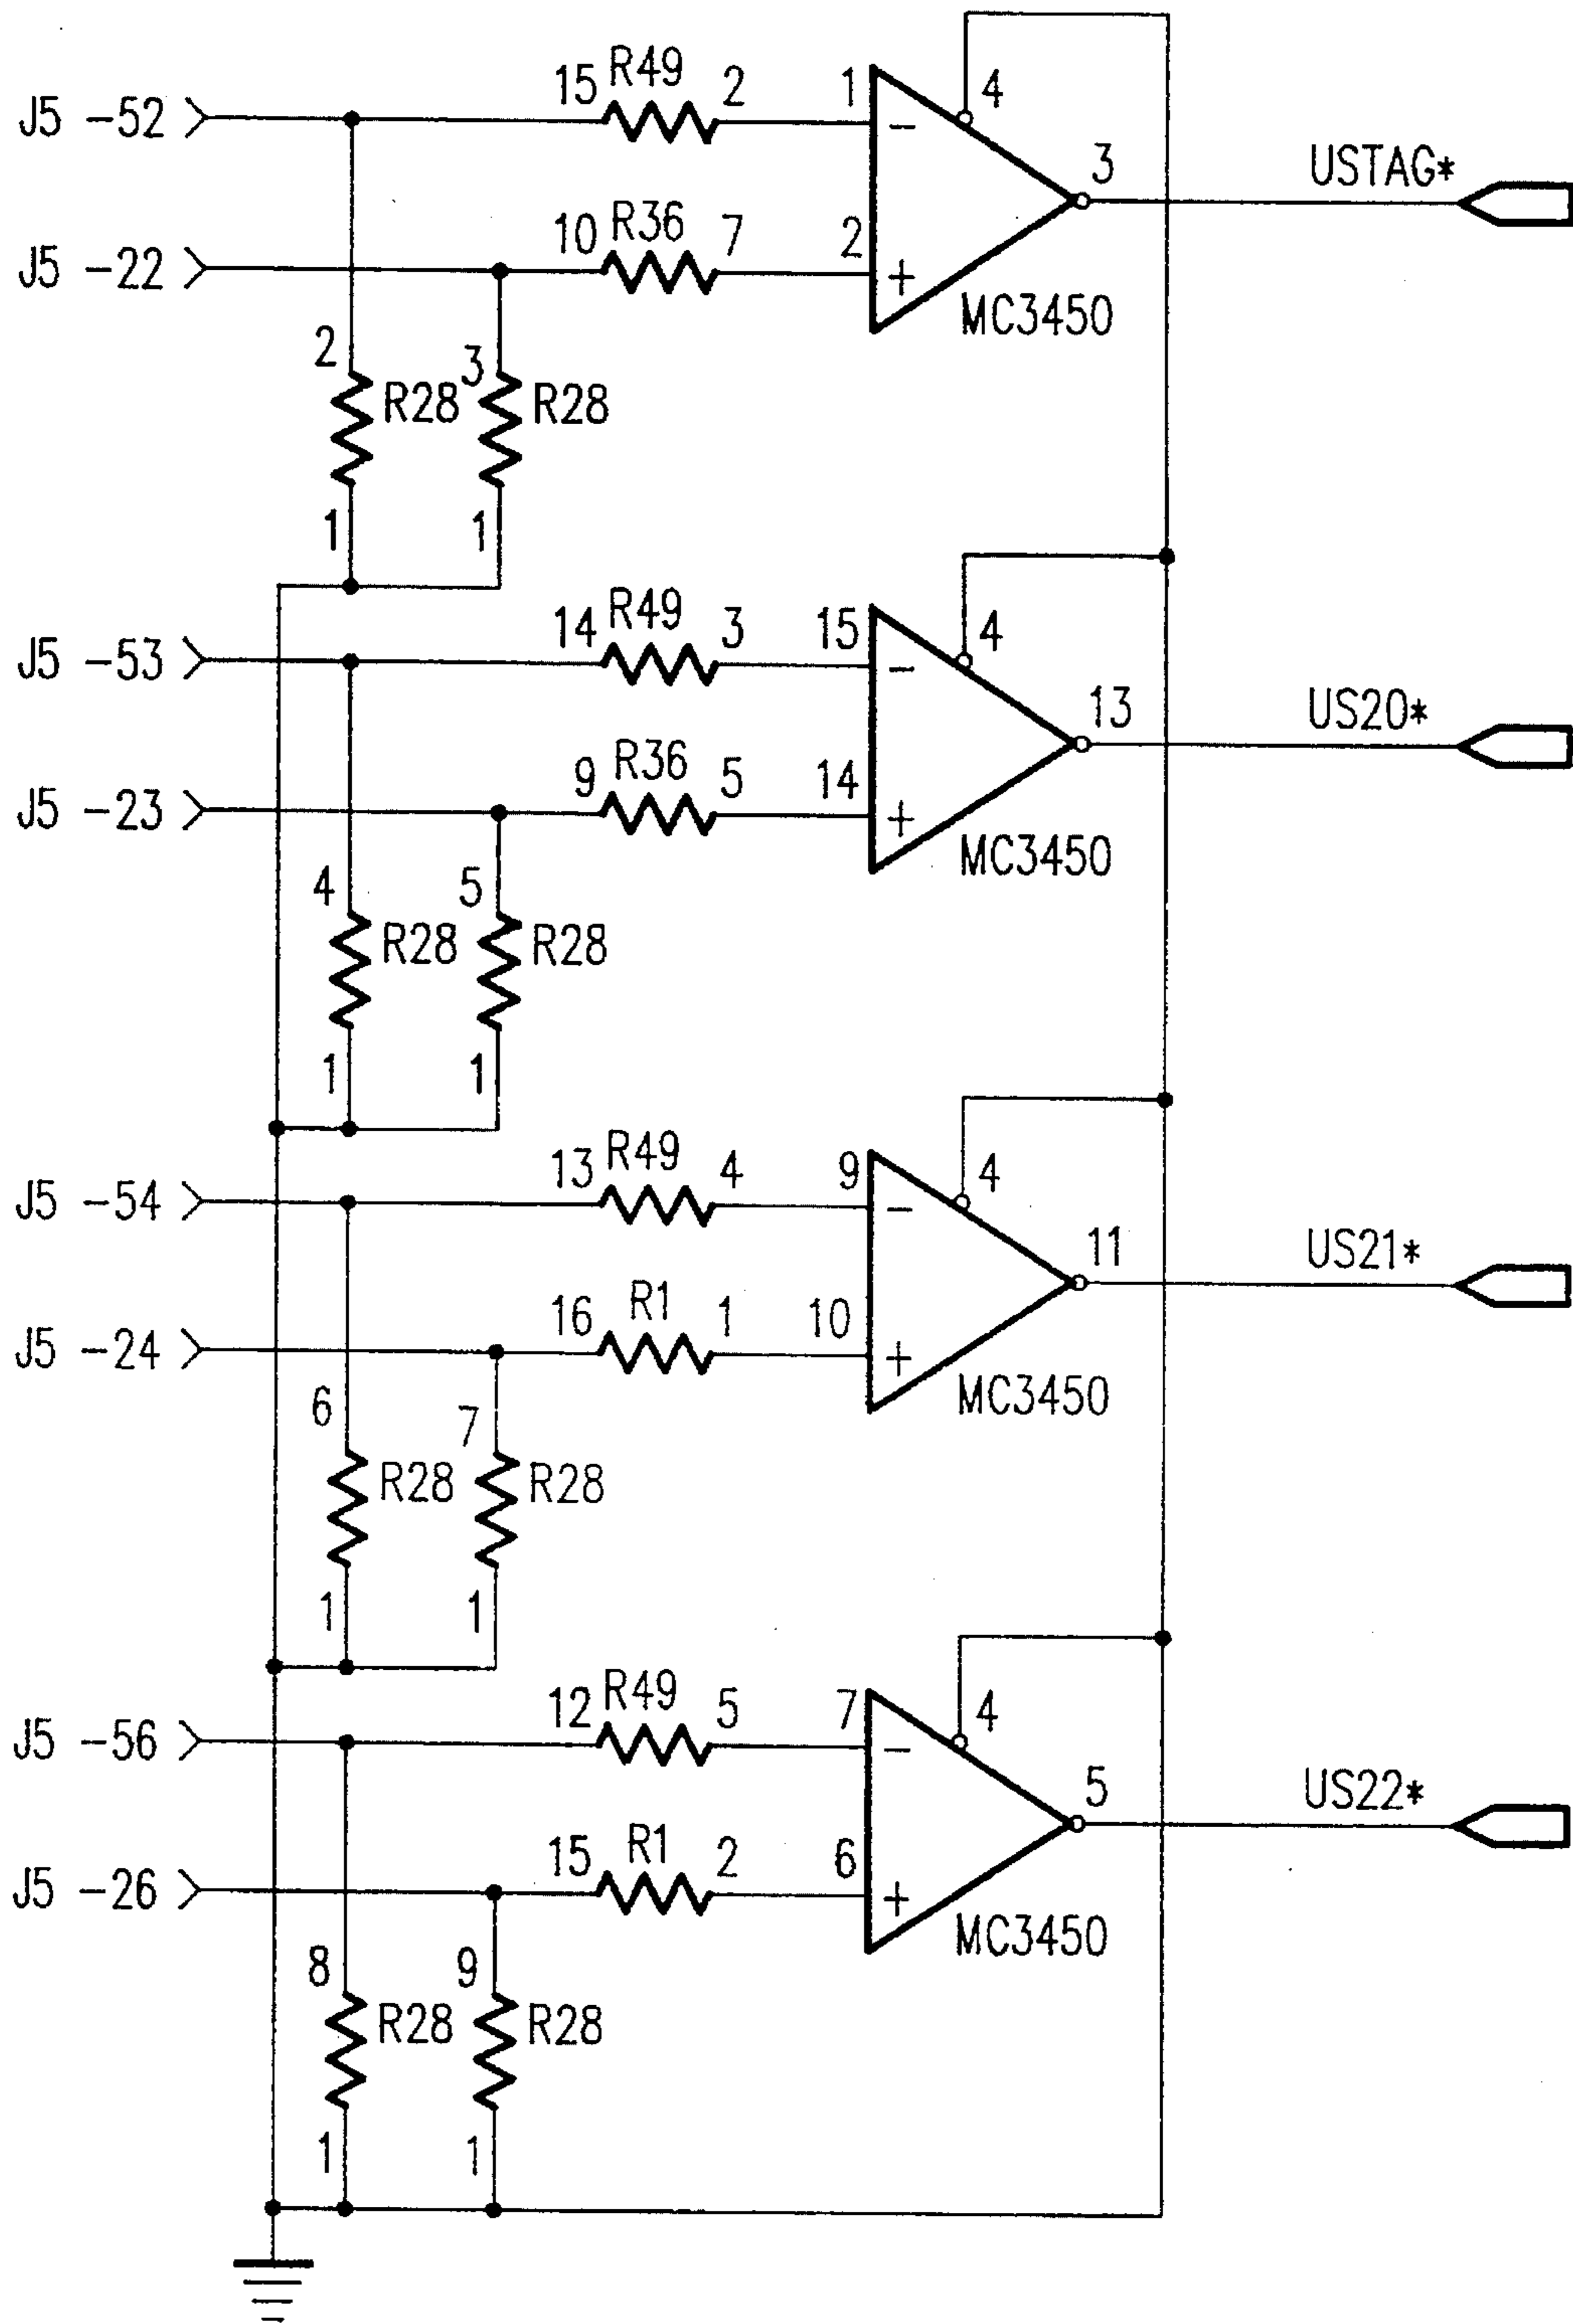 R49
15 2 1 4
J5 -52
3 USTAG*
R36
10 7 2
J5 -22
- +
MC3450
2 3
R28 R28
1 1
R49
14 3 15 4
J5 -53
13 US20*
R36
9 5 14
J5 -23
- +
MC3450
4 5
R28 R28
1 1
R49
13 4 9 4
J5 -54
11 US21*
R1
16 1 10
J5 -24
- +
MC3450
6 7
R28 R28
1 1
R49
12 5 7 4
J5 -56
5 US22*
R1
15 2 6
J5 -26
- +
MC3450
8 9
R28 R28
1 1